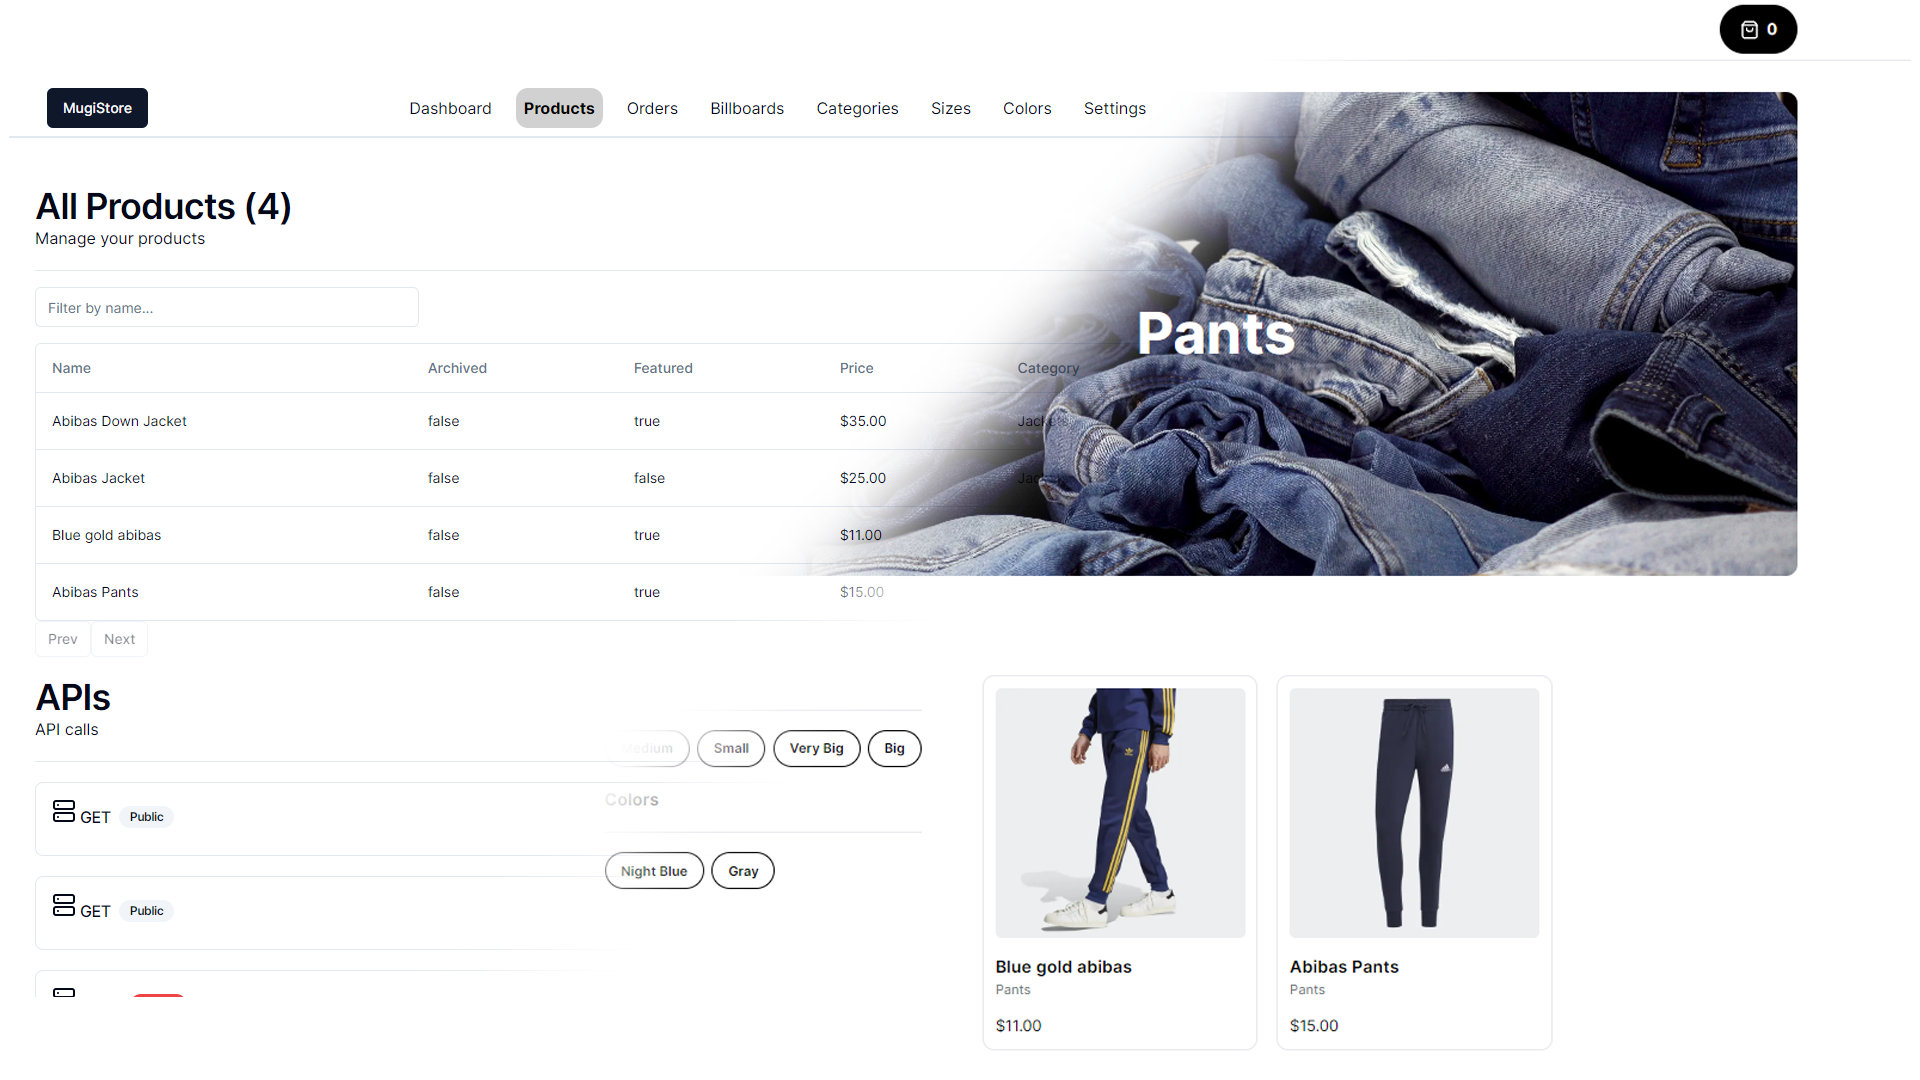 0
MugiStore
Dashboard Products Orders Billboards Categories Sizes Colors Settings
All Products (4)
Manage your products
Filter by name...
Pants
Name Archived Featured Price Category
Abibas Down Jacket false true $35.00
Abibas Jacket false false $25.00
Blue gold abibas false true $11.00
Abibas Pants false true $15.00
Prev Next
APIs
API calls
Medium Small Very Big Big
Colors
GET Public
Night Blue Gray
GET Public
Blue gold abibas
Pants
$11.00
Abibas Pants
Pants
$15.00